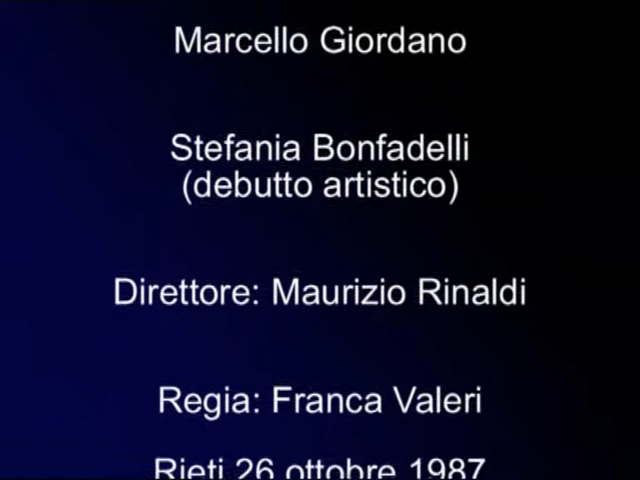 Marcello Giordano
Stefania Bonfadelli
(debutto artistico)
Direttore: Maurizio Rinaldi
Regia: Franca Valeri
Rieti 26 ottobre 1987